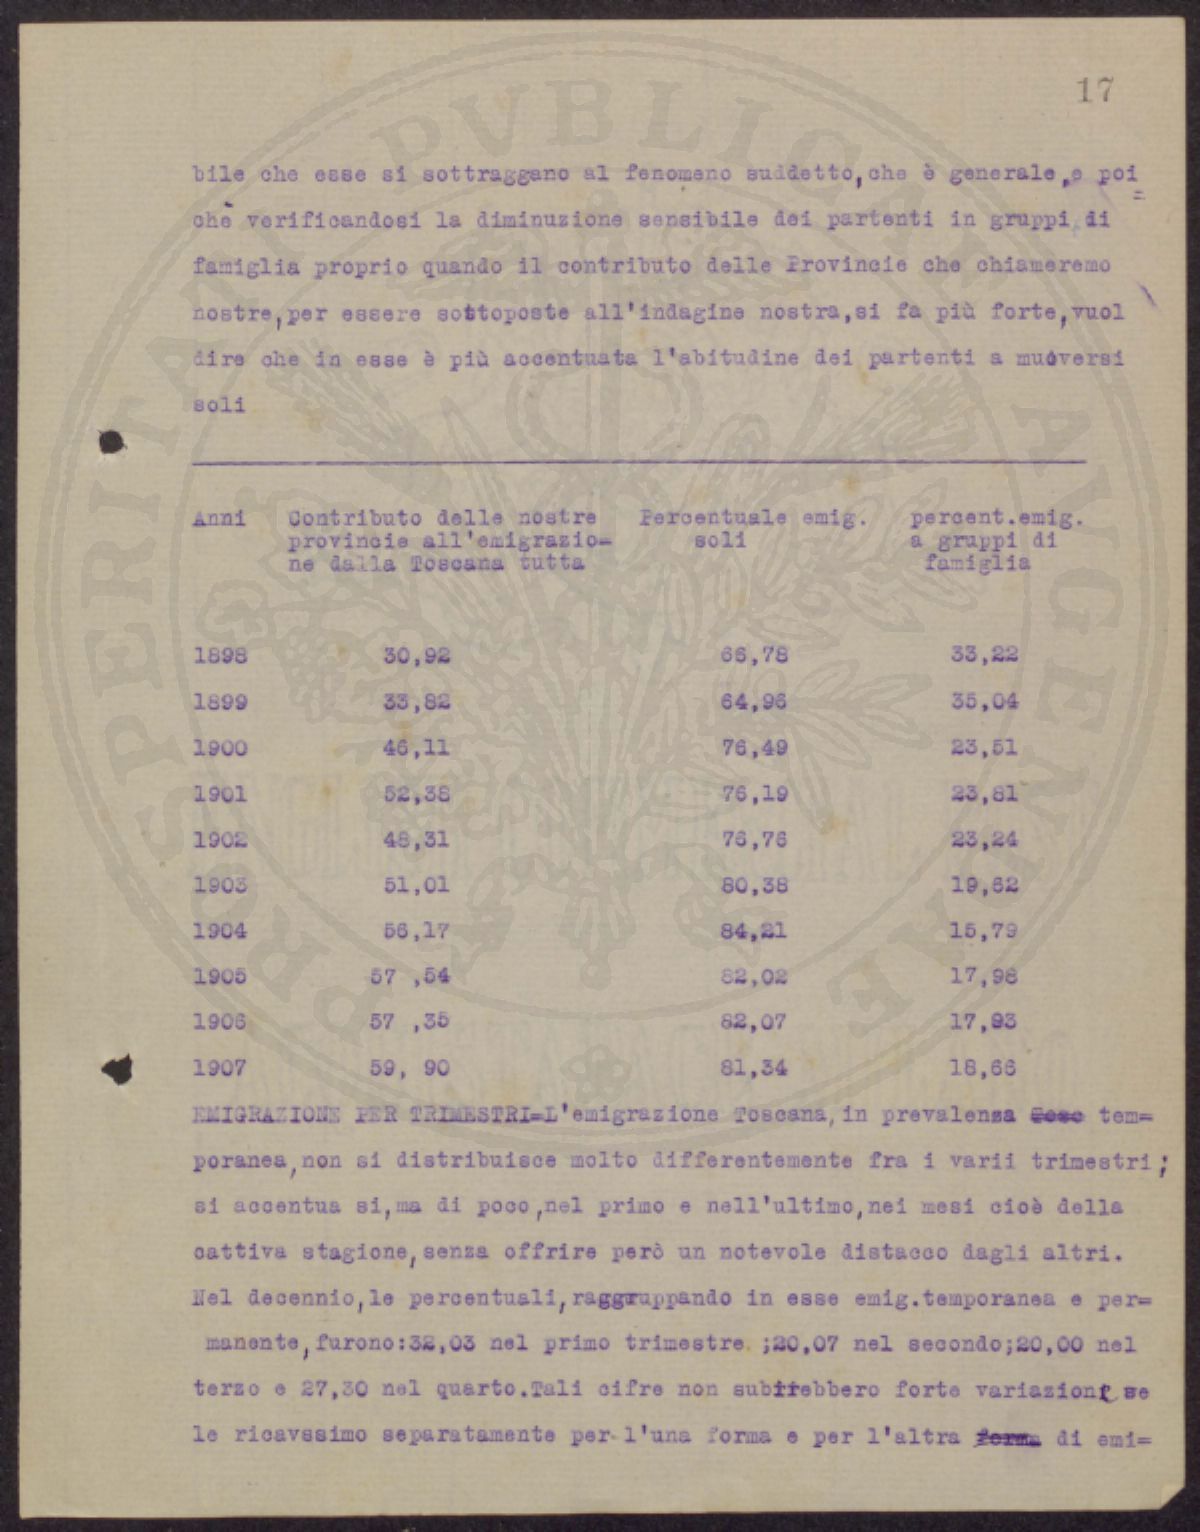 17
bile che esse si sottraggano al fenomeno suddetto,che è generale,e poi=
chè verificandosi la diminuzione sensibile dei partenti in gruppi di
famiglia proprio quando il contributo delle Provincie che chiameremo
nostre,per essere sottoposte all'indagine nostra,si fa più forte,vuol
dire che in esse è più accentuata l'abitudine dei partenti a muoversi
soli
Anni Contributo delle nostre Percentuale emig. percent.emig.
provincie all'emigrazio= soli a gruppi di
ne dalla Toscana tutta famiglia
1898 30,92 66,78 33,22
1899 33,82 64,96 35,04
1900 46,11 76,49 23,51
1901 52,38 76,19 23,81
1902 48,31 76,76 23,24
1903 51,01 80,38 19,62
1904 56,17 84,21 15,79
1905 57 ,54 82,02 17,98
1906 57 ,35 82,07 17,93
1907 59, 90 81,34 18,66
EMIGRAZIONE PER TRIMESTRI=L'emigrazione Toscana,in prevalenza Tosc tem=
poranea,non si distribuisce molto differentemente fra i varii trimestri;
si accentua si,ma di poco,nel primo e nell'ultimo,nei mesi cioè della
cattiva stagione,senza offrire però un notevole distacco dagli altri.
Nel decennio,le percentuali,raggruppando in esse emig.temporanea e per=
manente,furono:32,03 nel primo trimestre ;20,07 nel secondo;20,00 nel
terzo e 27,30 nel quarto.Tali cifre non subirebbero forte variazioni se
le ricavssimo separatamente per l'una forma e per l'altra forma di emi=
PROSPERITATI PVBLICAE AVGENDAE